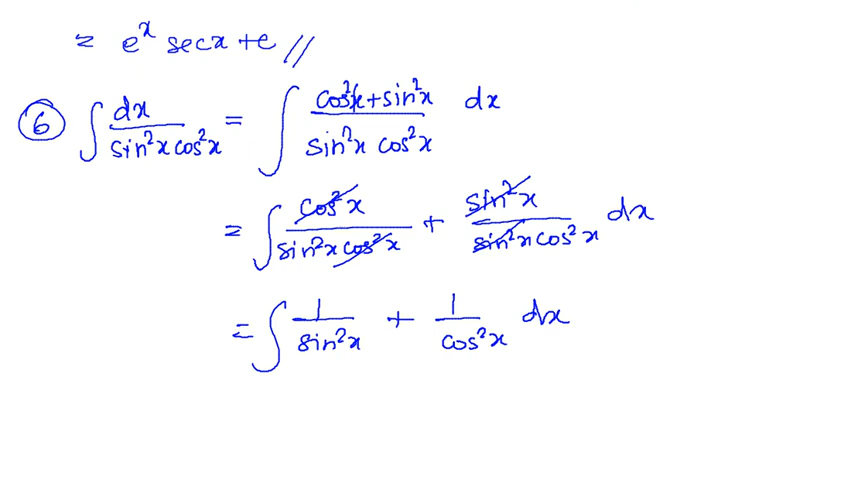 = e^x sec x + c //
⑥ ∫ dx / sin²x cos²x = ∫ cos²x + sin²x / sin²x cos²x dx
= ∫ cos²x / sin²x cos²x + sin²x / sin²x cos²x dx
= ∫ 1 / sin²x + 1 / cos²x dx